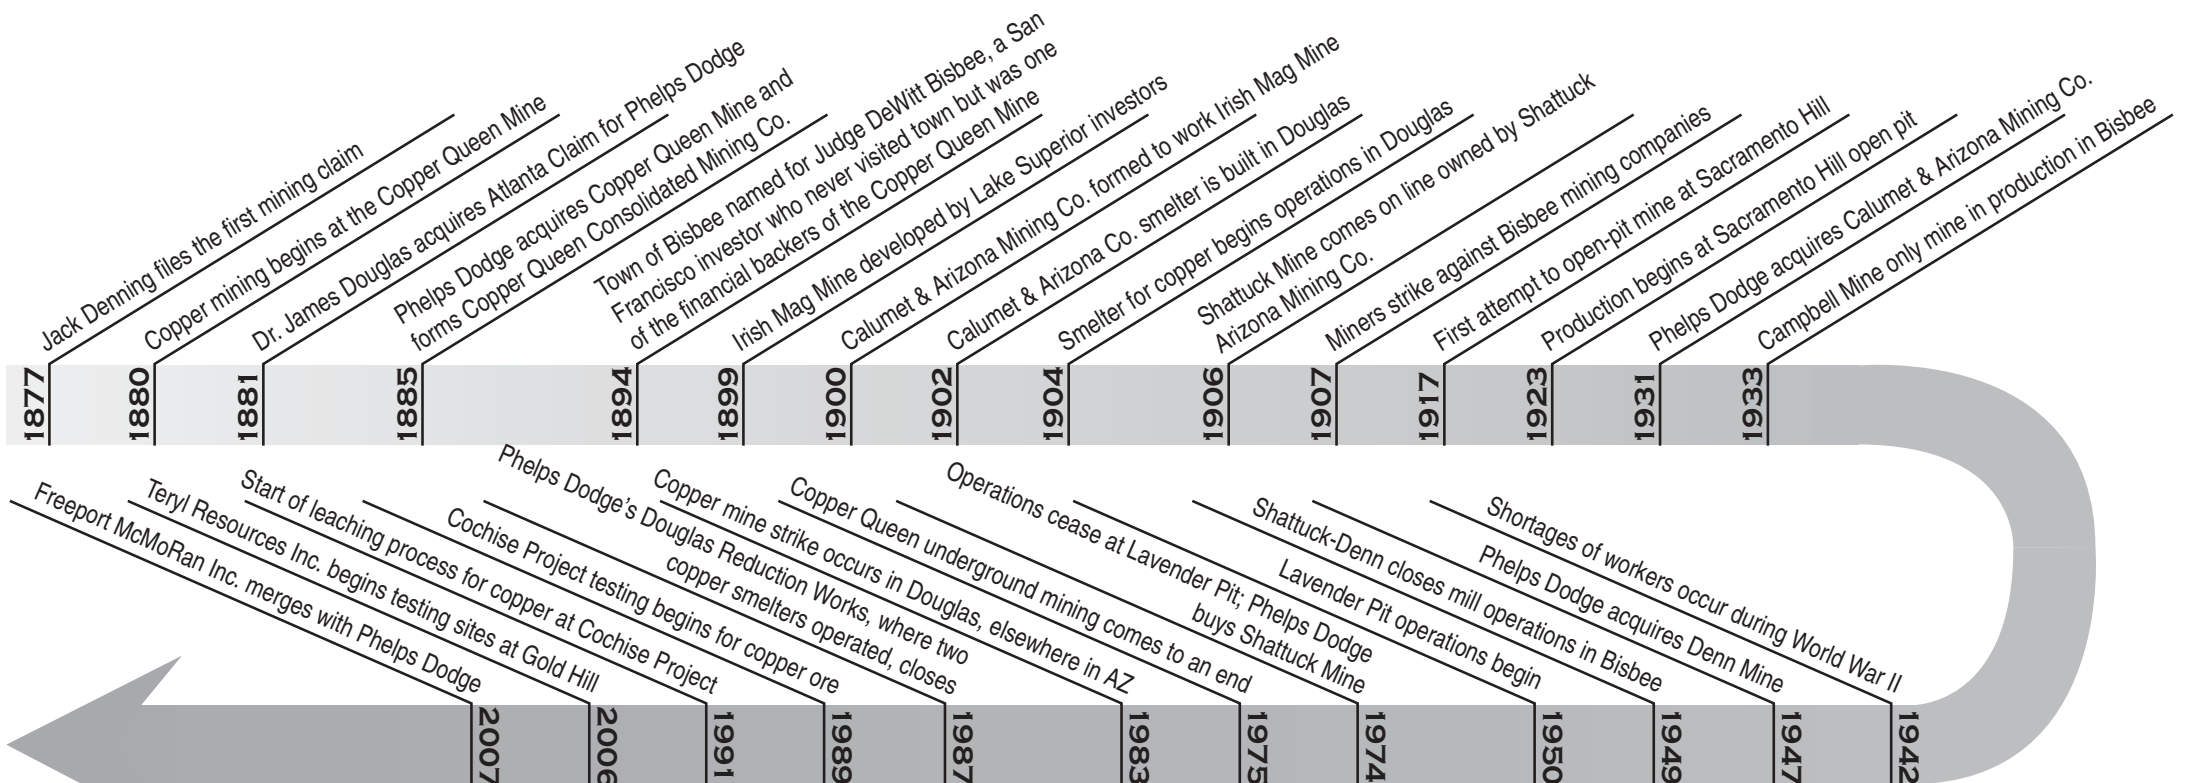 Jack Denning files the first mining claim
1877
Copper mining begins at the Copper Queen Mine
1880
Dr. James Douglas acquires Atlanta Claim for Phelps Dodge
1881
Phelps Dodge acquires Copper Queen Mine and
forms Copper Queen Consolidated Mining Co.
1885
Town of Bisbee named for Judge DeWitt Bisbee, a San
Francisco investor who never visited town but was one
of the financial backers of the Copper Queen Mine
1894
Irish Mag Mine developed by Lake Superior investors
1899
Calumet & Arizona Mining Co. formed to work Irish Mag Mine
1900
Calumet & Arizona Co. smelter is built in Douglas
1902
Smelter for copper begins operations in Douglas
1904
Shattuck Mine comes on line owned by Shattuck
Arizona Mining Co.
1906
Miners strike against Bisbee mining companies
1907
First attempt to open-pit mine at Sacramento Hill
1917
Production begins at Sacramento Hill open pit
1923
Phelps Dodge acquires Calumet & Arizona Mining Co.
1931
Campbell Mine only mine in production in Bisbee
1933
Shortages of workers occur during World War II
1942
Phelps Dodge acquires Denn Mine
1947
Shattuck-Denn closes mill operations in Bisbee
1949
Lavender Pit operations begin
1950
Operations cease at Lavender Pit; Phelps Dodge
buys Shattuck Mine
1974
Copper Queen underground mining comes to an end
1975
Copper mine strike occurs in Douglas, elsewhere in AZ
1983
Phelps Dodge's Douglas Reduction Works, where two
copper smelters operated, closes
1987
Cochise Project testing begins for copper ore
1989
Start of leaching process for copper at Cochise Project
1991
Teryl Resources Inc. begins testing sites at Gold Hill
2006
Freeport McMoRan Inc. merges with Phelps Dodge
2007